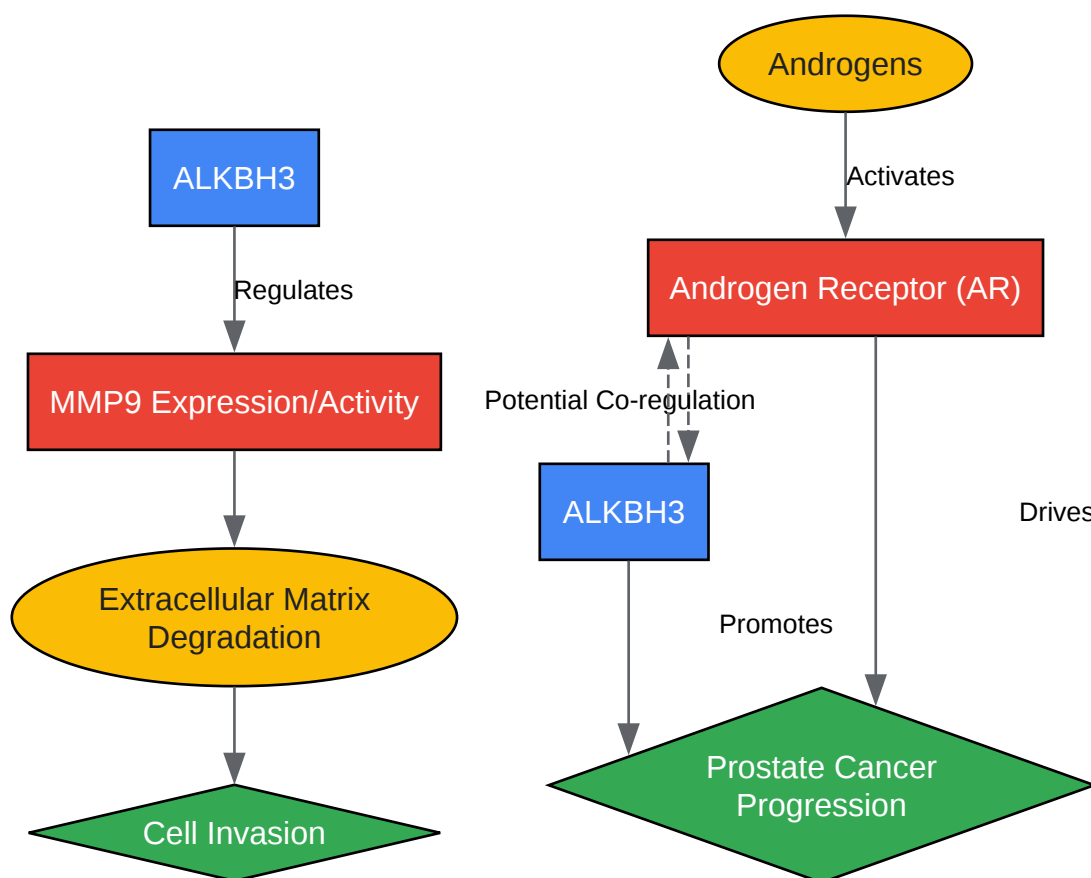 Androgens
ALKBH3
Activates
Regulates
Androgen Receptor (AR)
MMP9 Expression/Activity
Potential Co-regulation
ALKBH3
Drives
Extracellular Matrix
Degradation
Promotes
Prostate Cancer
Progression
Cell Invasion